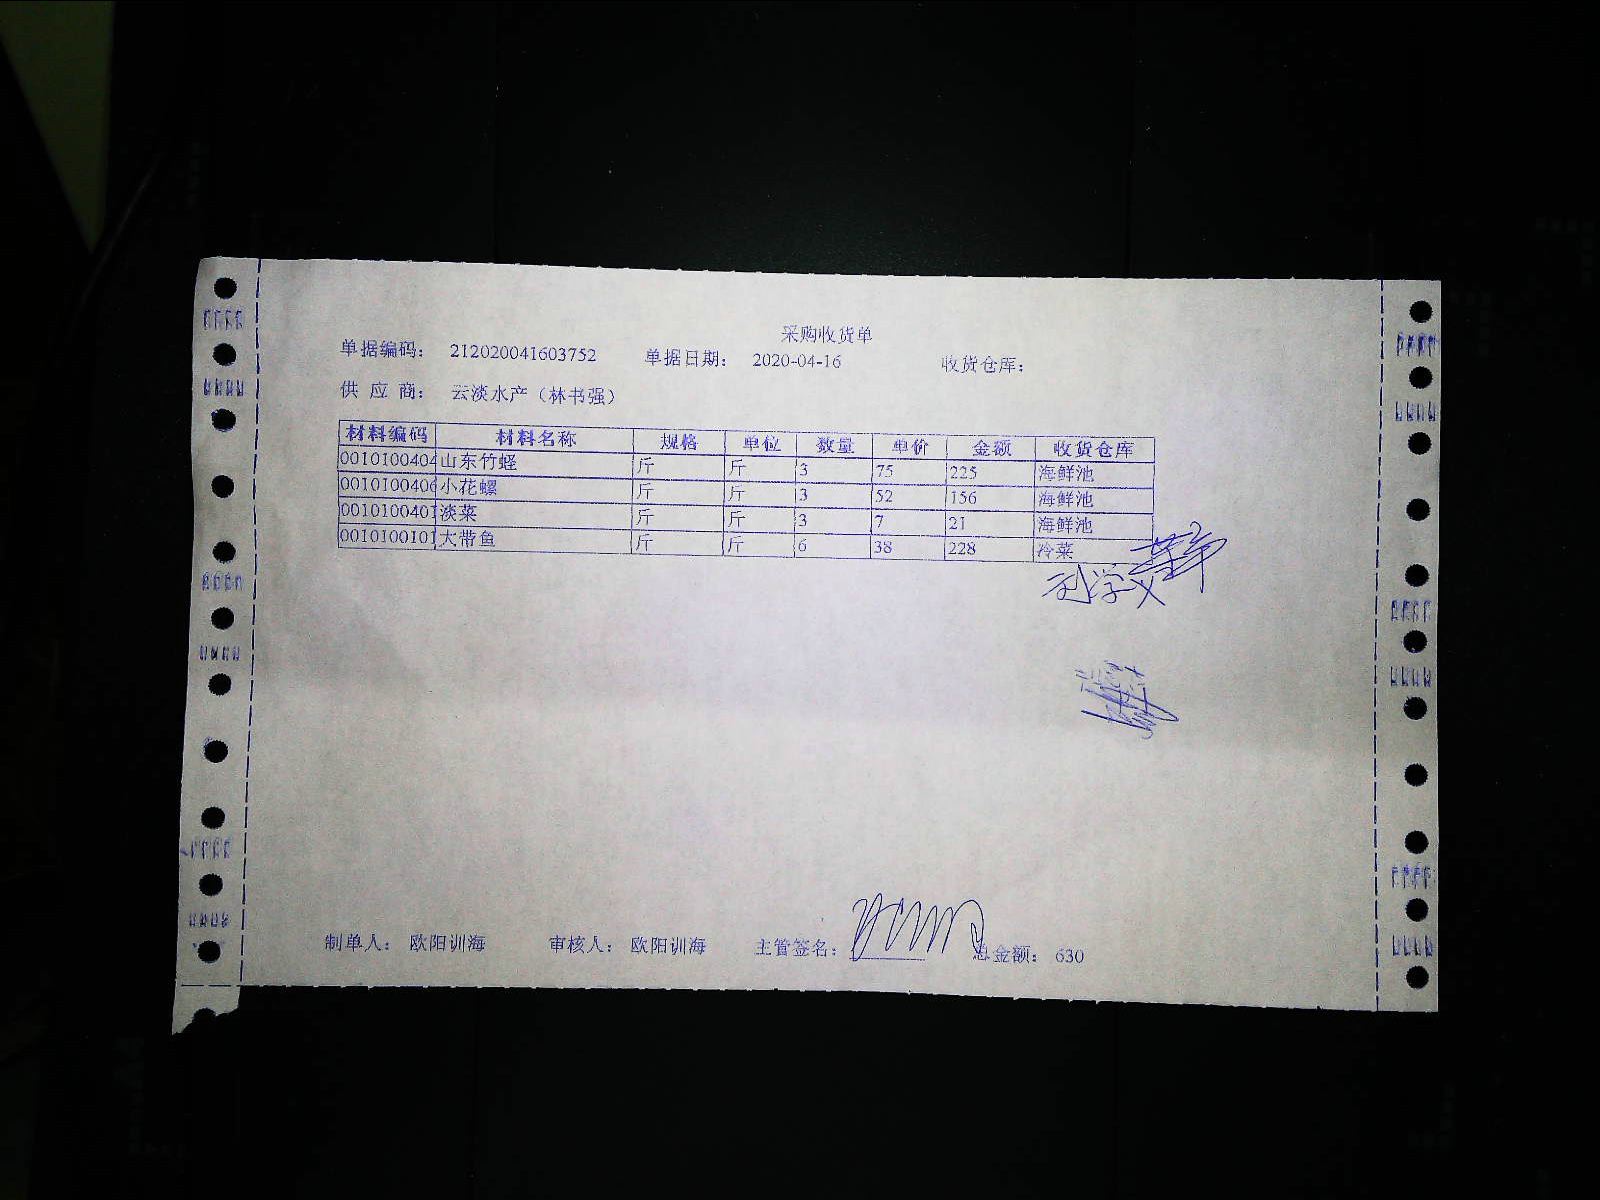 采购收货单
单据编码： 212020041603752 单据日期： 2020-04-16 收货仓库：
供 应 商： 云淡水产（林书强）
材料编码 材料名称 规格 单位 数量 单价 金额 收货仓库
0010100404 山东竹蛏 斤 斤 3 75 225 海鲜池
0010100406 小花螺 斤 斤 3 52 156 海鲜池
0010100401 淡菜 斤 斤 3 7 21 海鲜池
0010100101 大带鱼 斤 斤 6 38 228 冷菜
制单人： 欧阳训海 审核人： 欧阳训海 主管签名： 总金额： 630